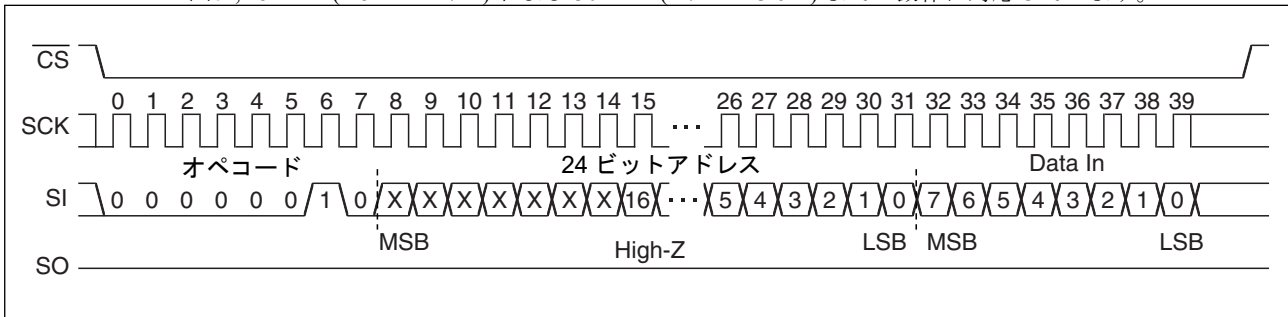 CS
0 1 2 3 4 5 6 7 8 9 10 11 12 13 14 15 26 27 28 29 30 31 32 33 34 35 36 37 38 39
SCK
オペコード 24 ビットアドレス Data In
SI 0 0 0 0 0 0 1 0 X X X X X X X 16 ··· 5 4 3 2 1 0 7 6 5 4 3 2 1 0
MSB High-Z LSB MSB LSB
SO